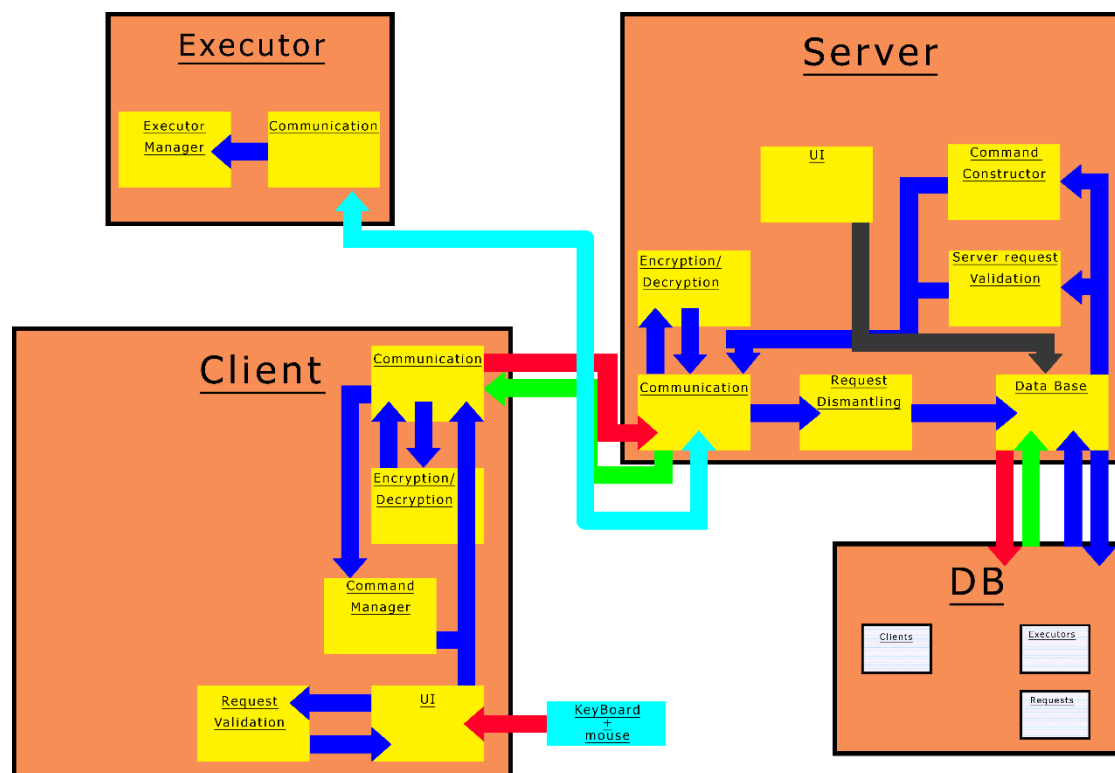 Executor
Executor
Manager
Communication
Server
UI
Command
Constructor
Encryption/
Decryption
Server request
Validation
Communication
Request
Dismantling
Data Base
Client
Communication
Encryption/
Decryption
Command
Manager
Request
Validation
UI
KeyBoard
+
mouse
DB
Clients
Executors
Requests